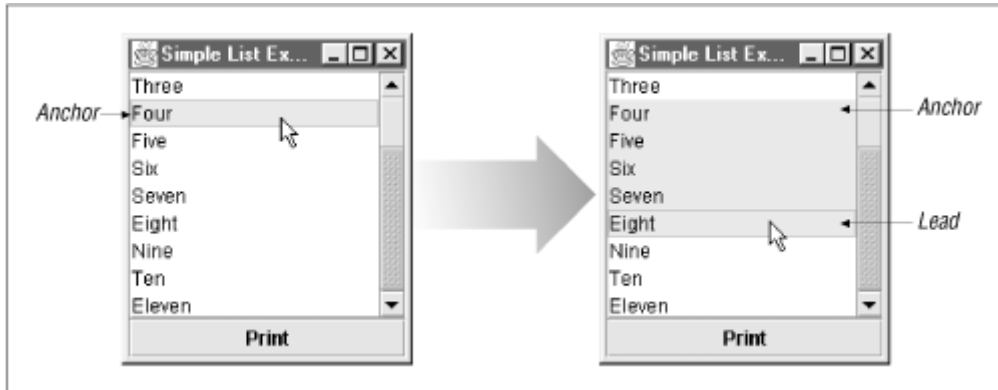 Simple List Ex...
Three
Anchor
Four
Five
Six
Seven
Eight
Nine
Ten
Eleven
Print
Simple List Ex...
Three
Four
Anchor
Five
Six
Seven
Eight
Lead
Nine
Ten
Eleven
Print